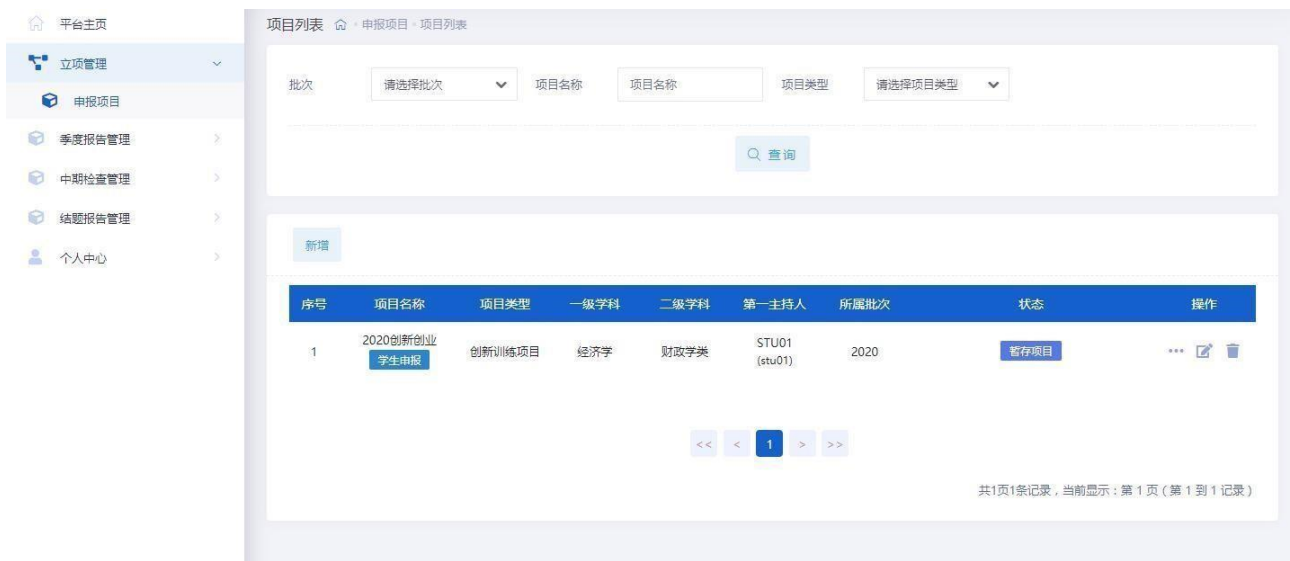 平台主页
立项管理
申报项目
季度报告管理
中期检查管理
结题报告管理
个人中心
项目列表 - 申报项目 - 项目列表
批次 请选择批次 项目名称 项目名称 项目类型 请选择项目类型
查询
新增
序号 项目名称 项目类型 一级学科 二级学科 第一主持人 所属批次 状态 操作
1 2020创新创业 学生申报 创新训练项目 经济学 财政学类 STU01 (stu01) 2020 暂存项目 ...
<< < 1 > >>
共1页1条记录，当前显示：第 1 页 ( 第 1 到 1 记录 )